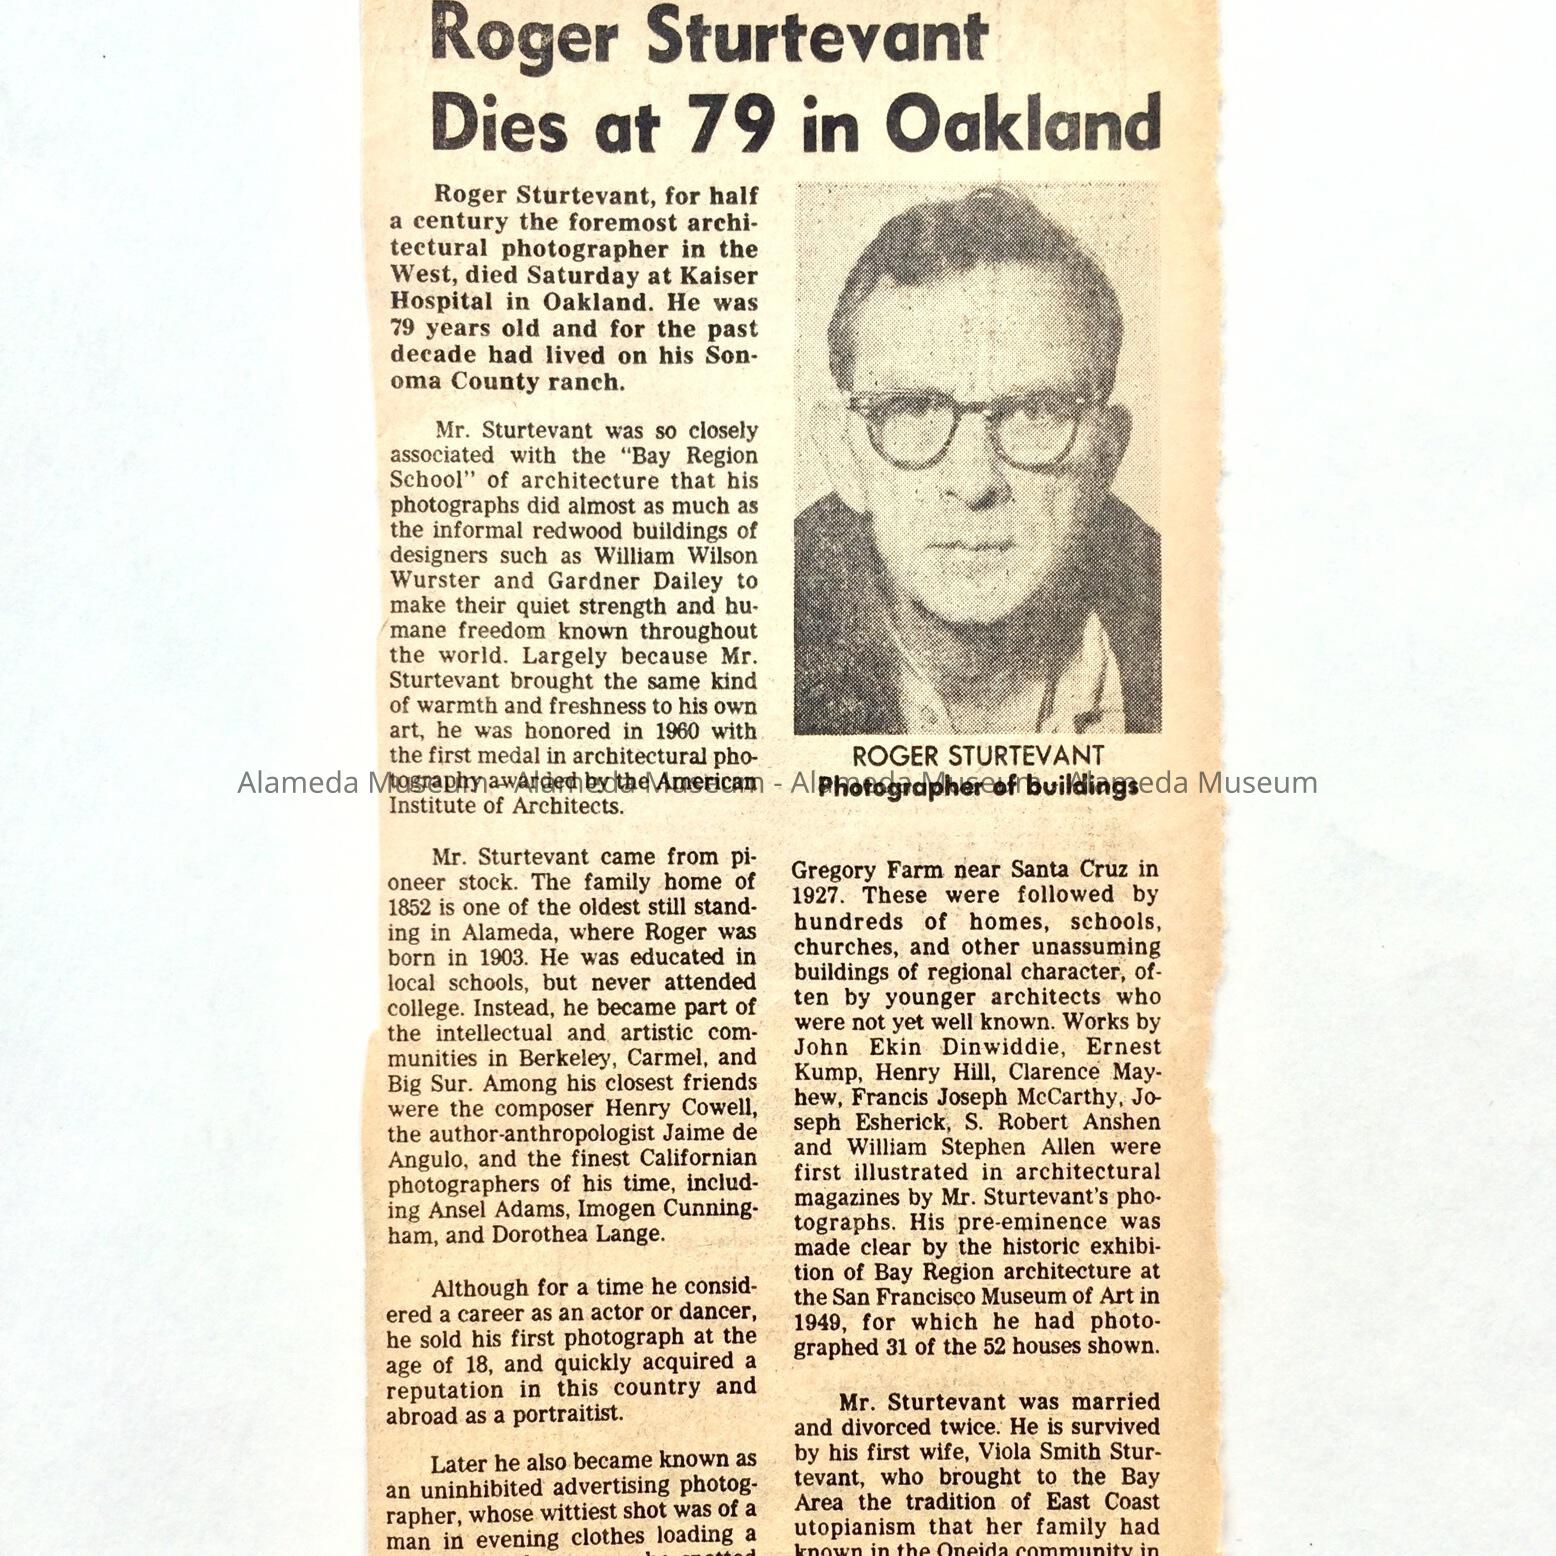 Roger Sturtevant
Dies at 79 in Oakland
Roger Sturtevant, for half
a century the foremost archi-
tectural photographer in the
West, died Saturday at Kaiser
Hospital in Oakland. He was
79 years old and for the past
decade had lived on his Son-
oma County ranch.
Mr. Sturtevant was so closely
associated with the “Bay Region
School” of architecture that his
photographs did almost as much as
the informal redwood buildings of
designers such as William Wilson
Wurster and Gardner Dailey to
make their quiet strength and hu-
mane freedom known throughout
the world. Largely because Mr.
Sturtevant brought the same kind
of warmth and freshness to his own
art, he was honored in 1960 with
the first medal in architectural pho-
tography awarded by the American
Institute of Architects.
Mr. Sturtevant came from pi-
oneer stock. The family home of
1852 is one of the oldest still stand-
ing in Alameda, where Roger was
born in 1903. He was educated in
local schools, but never attended
college. Instead, he became part of
the intellectual and artistic com-
munities in Berkeley, Carmel, and
Big Sur. Among his closest friends
were the composer Henry Cowell,
the author-anthropologist Jaime de
Angulo, and the finest Californian
photographers of his time, includ-
ing Ansel Adams, Imogen Cunning-
ham, and Dorothea Lange.
Although for a time he consid-
ered a career as an actor or dancer,
he sold his first photograph at the
age of 18, and quickly acquired a
reputation in this country and
abroad as a portraitist.
Later he also became known as
an uninhibited advertising photog-
rapher, whose wittiest shot was of a
man in evening clothes loading a
ROGER STURTEVANT
Photographer of buildings
Gregory Farm near Santa Cruz in
1927. These were followed by
hundreds of homes, schools,
churches, and other unassuming
buildings of regional character, of-
ten by younger architects who
were not yet well known. Works by
John Ekin Dinwiddie, Ernest
Kump, Henry Hill, Clarence May-
hew, Francis Joseph McCarthy, Jo-
seph Esherick, S. Robert Anshen
and William Stephen Allen were
first illustrated in architectural
magazines by Mr. Sturtevant’s pho-
tographs. His pre-eminence was
made clear by the historic exhibi-
tion of Bay Region architecture at
the San Francisco Museum of Art in
1949, for which he had photo-
graphed 31 of the 52 houses shown.
Mr. Sturtevant was married
and divorced twice. He is survived
by his first wife, Viola Smith Stur-
tevant, who brought to the Bay
Area the tradition of East Coast
utopianism that her family had
known in the Oneida community in
Alameda Museum - Alameda Museum - Alameda Museum - Alameda Museum